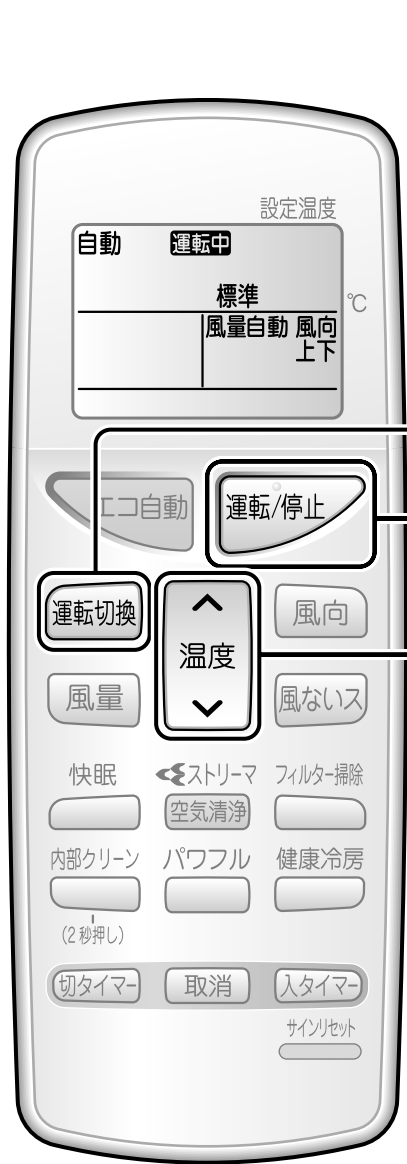 設定温度
自動 運転中
標準 ℃
風量自動 風向
上下
エコ自動 運転/停止
運転切換 温度 風向
風量 風ないス
快眠 ストリーマ フィルター掃除
空気清浄
内部クリーン パワフル 健康冷房
(2秒押し)
切タイマー 取消 入タイマー
サインリセット